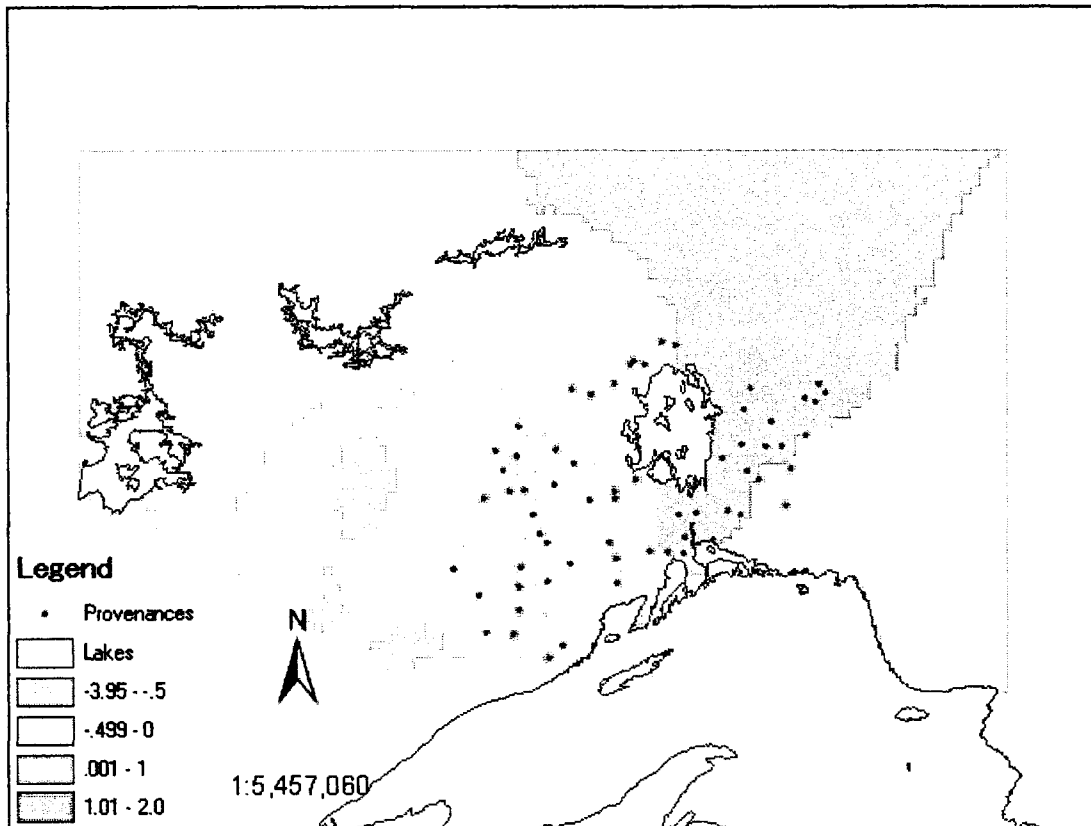 Legend
Provenances
Lakes
-3.95 - -.5
-.499 - 0
.001 - 1
1.01 - 2.0
N
1:5,457,060